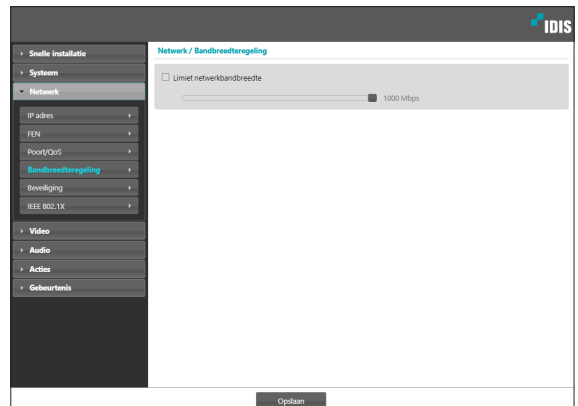 IDIS
Snelle installatie
Systeem
Netwerk
IP adres
FEN
Poort/QoS
Bandbreedteregeling
Beveiliging
IEEE 802.1X
Video
Audio
Acties
Gebeurtenis
Netwerk / Bandbreedteregeling
Limiet netwerkbandbreedte
1000 Mbps
Opslaan